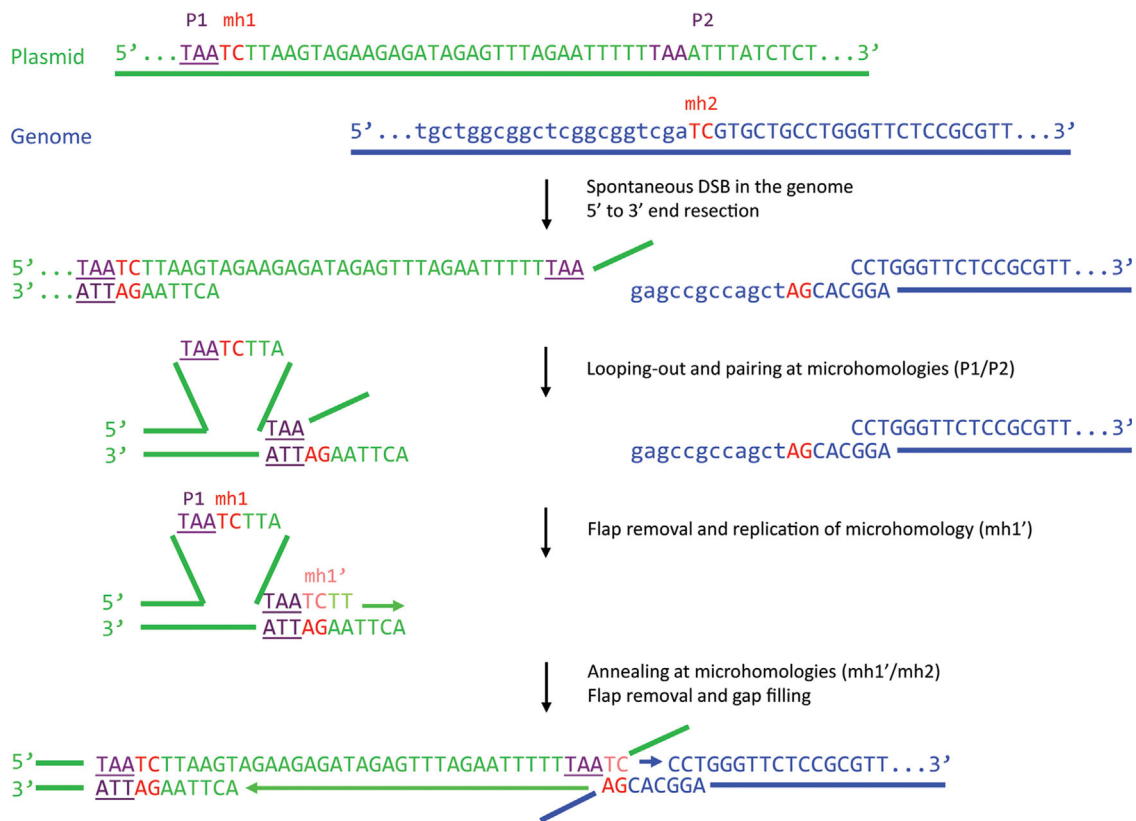 P1 mh1 P2
Plasmid 5’...TAATCTTAAGTAGAAGAGATAGAGTTTAGAATTTTTTAAATTTATCTCT...3’
mh2
Genome 5’...tgctggcggctcggcggtcgaTCGTGCTGCCTGGGTTCTCCGCGTT...3’
Spontaneous DSB in the genome
5’ to 3’ end resection
5’...TAATCTTAAGTAGAAGAGATAGAGTTTAGAATTTTTTAA CCTGGGTTCTCCGCGTT...3’
3’...ATTAGAATTCA gagccgccagctAGCACGGA
TAATCTTA
Looping-out and pairing at microhomologies (P1/P2)
5’ TAA CCTGGGTTCTCCGCGTT...3’
3’ ATTAGAATTCA gagccgccagctAGCACGGA
P1 mh1
TAATCTTA
Flap removal and replication of microhomology (mh1’)
mh1’
5’ TAATCTT
3’ ATTAGAATTCA
Annealing at microhomologies (mh1’/mh2)
Flap removal and gap filling
5’ TAATCTTAAGTAGAAGAGATAGAGTTTAGAATTTTTTAATC CCTGGGTTCTCCGCGTT...3’
3’ ATTAGAATTCA AGCACGGA